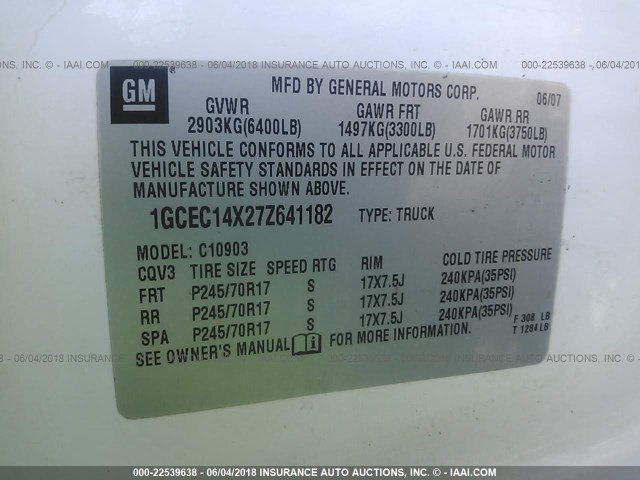 000-22539638 - 06/04/2018 INSURANCE AUTO AUCTIONS - IAAI.COM
GM
®
MFD BY GENERAL MOTORS CORP. 06/07
GVWR GAWR FRT GAWR RR
2903KG(6400LB) 1497KG(3300LB) 1701KG(3750LB)
THIS VEHICLE CONFORMS TO ALL APPLICABLE U.S. FEDERAL MOTOR
VEHICLE SAFETY STANDARDS IN EFFECT ON THE DATE OF
MANUFACTURE SHOWN ABOVE.
1GCEC14X27Z641182 TYPE: TRUCK
MODEL: C10903
CQV3 TIRE SIZE SPEED RTG RIM COLD TIRE PRESSURE
FRT P245/70R17 S 17X7.5J 240KPA(35PSI)
RR P245/70R17 S 17X7.5J 240KPA(35PSI)
SPA P245/70R17 S 17X7.5J 240KPA(35PSI)
F 308 LB
T 1264 LB
SEE OWNER'S MANUAL i FOR MORE INFORMATION.
000-22539638 - 06/04/2018 INSURANCE AUTO AUCTIONS - IAAI.COM